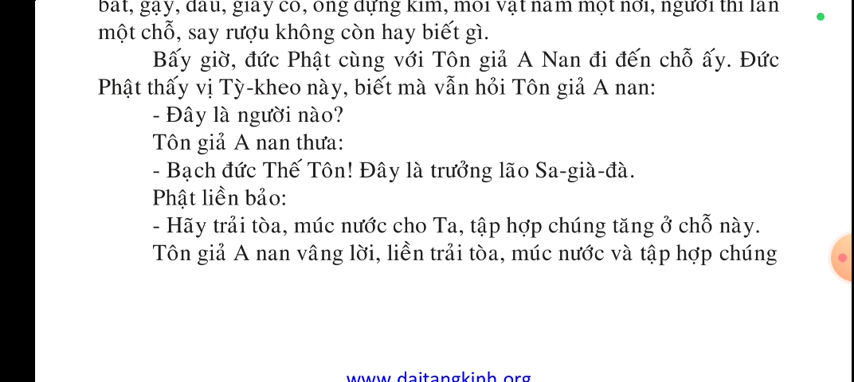 bát, gậy, dầu, giày cỏ, ống đựng kim, mỗi vật nằm một nơi, người thì lăn
một chỗ, say rượu không còn hay biết gì.
Bấy giờ, đức Phật cùng với Tôn giả A Nan đi đến chỗ ấy. Đức
Phật thấy vị Tỳ-kheo này, biết mà vẫn hỏi Tôn giả A nan:
- Đây là người nào?
Tôn giả A nan thưa:
- Bạch đức Thế Tôn! Đây là trưởng lão Sa-già-đà.
Phật liền bảo:
- Hãy trải tòa, múc nước cho Ta, tập hợp chúng tăng ở chỗ này.
Tôn giả A nan vâng lời, liền trải tòa, múc nước và tập hợp chúng
www.daitangkinh.org